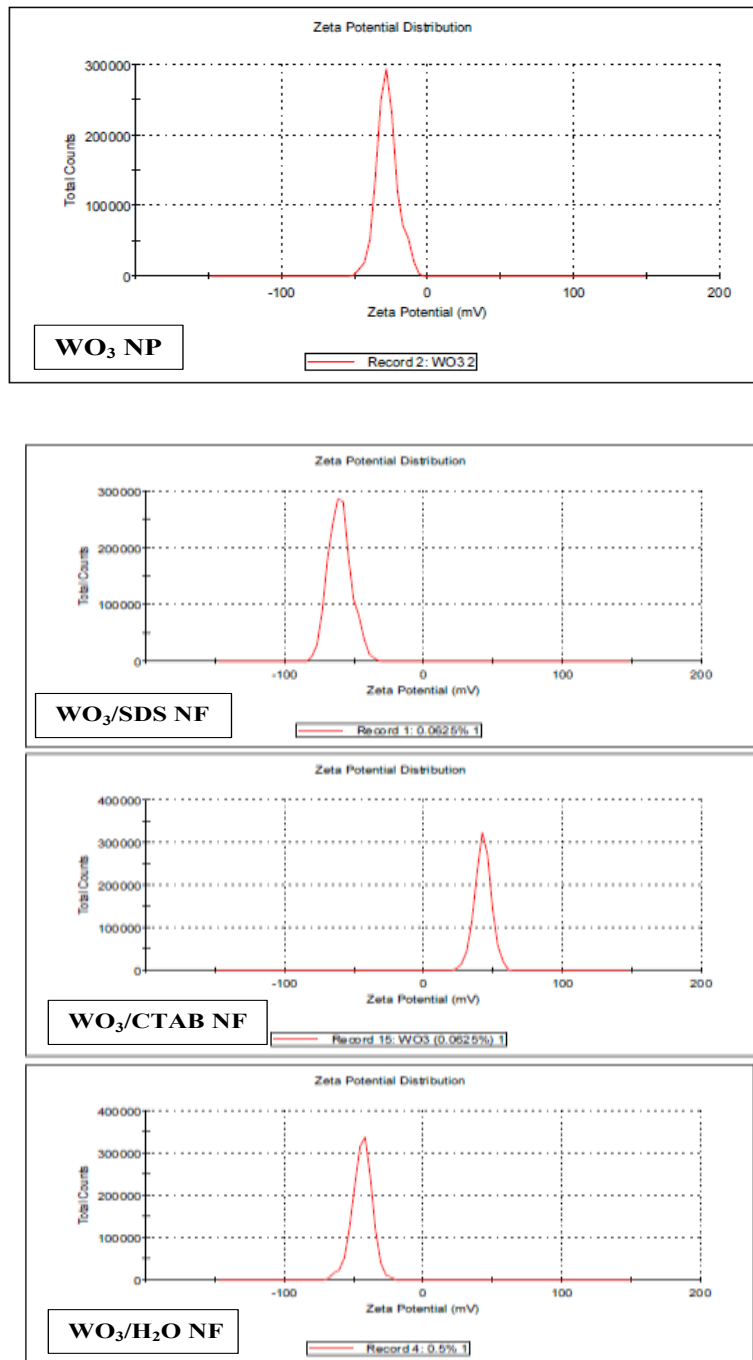 Zeta Potential Distribution
300000
200000
100000
0
Total Counts
-100 0 100 200
Zeta Potential (mV)
WO₃ NP
Record 2: WO3 2
Zeta Potential Distribution
300000
200000
100000
0
Total Counts
-100 0 100 200
Zeta Potential (mV)
WO₃/SDS NF
Record 1: 0.0625% 1
Zeta Potential Distribution
400000
300000
200000
100000
0
Total Counts
-100 0 100 200
Zeta Potential (mV)
WO₃/CTAB NF
Record 15: WO3 (0.0625%) 1
Zeta Potential Distribution
400000
300000
200000
100000
0
Total Counts
-100 0 100 200
Zeta Potential (mV)
WO₃/H₂O NF
Record 4: 0.5% 1